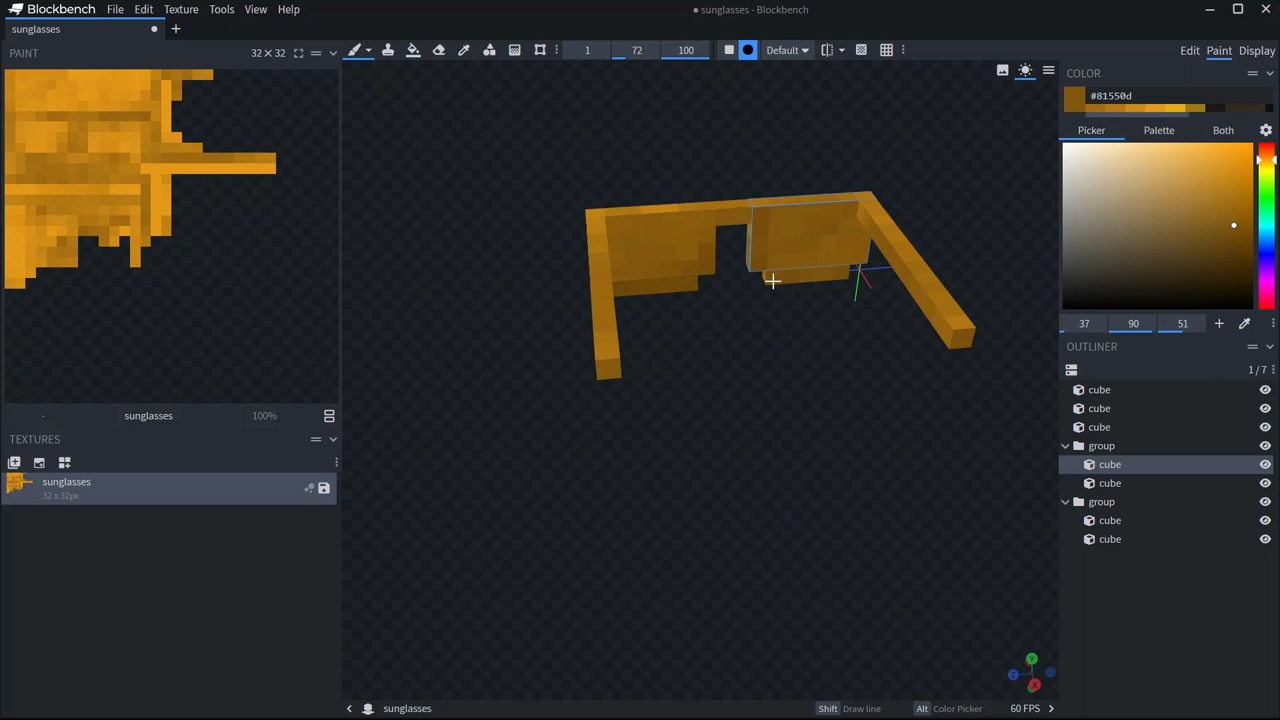 Blockbench File Edit Texture Tools View Help
sunglasses - Blockbench
sunglasses
PAINT 32×32
1 72 100 Default
Edit Paint Display
COLOR
#81550d
Picker Palette Both
37 90 51
OUTLINER
1/7
cube
cube
cube
group
cube
cube
group
cube
cube
- sunglasses 100%
TEXTURES
sunglasses
32 x 32px
sunglasses
Shift Draw line Alt Color Picker 60 FPS